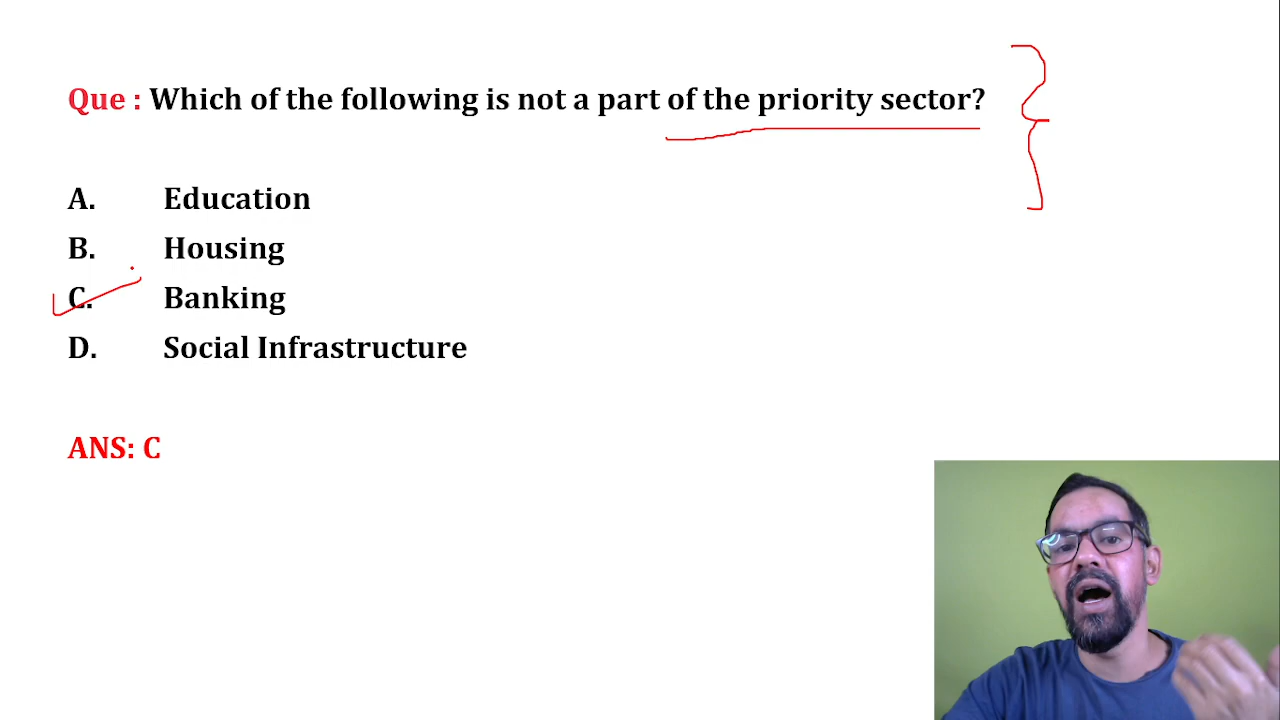 Que : Which of the following is not a part of the priority sector?
A. Education
B. Housing
C. Banking
D. Social Infrastructure
ANS: C